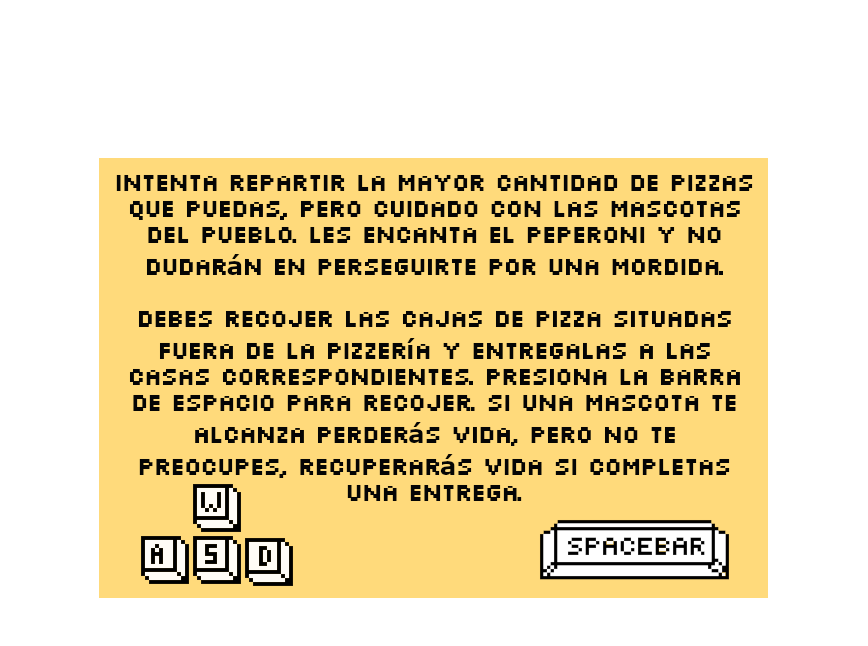 INTENTA REPARTIR LA MAYOR CANTIDAD DE PIZZAS
QUE PUEDAS, PERO CUIDADO CON LAS MASCOTAS
DEL PUEBLO. LES ENCANTA EL PEPERONI Y NO
DUDARáN EN PERSEGUIRTE POR UNA MORDIDA.
DEBES RECOJER LAS CAJAS DE PIZZA SITUADAS
FUERA DE LA PIZZERíA Y ENTREGALAS A LAS
CASAS CORRESPONDIENTES. PRESIONA LA BARRA
DE ESPACIO PARA RECOJER. SI UNA MASCOTA TE
ALCANZA PERDERáS VIDA, PERO NO TE
PREOCUPES, RECUPERARáS VIDA SI COMPLETAS
UNA ENTREGA.
W
A S D
SPACEBAR